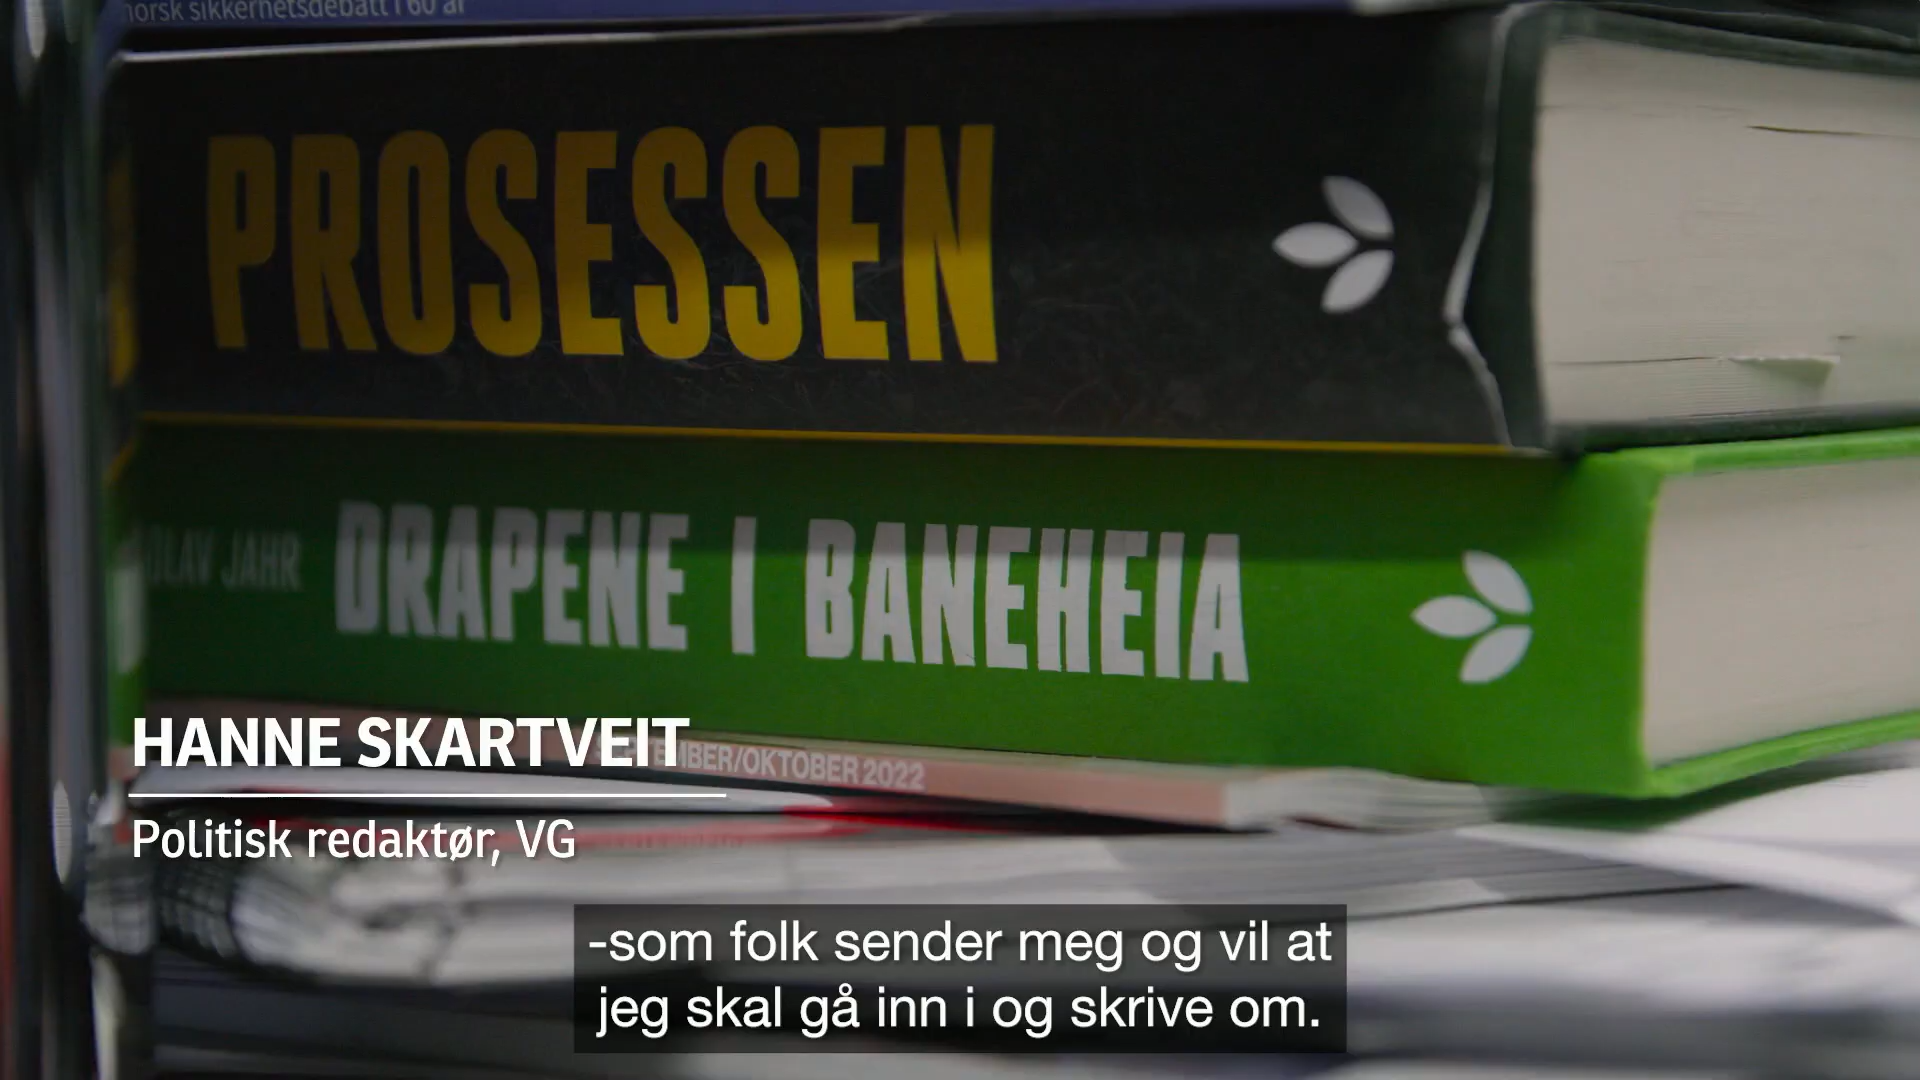 norsk sikkerhetsdebatt i 60 år
PROSESSEN
OLAV JAHR DRAPENE I BANEHEIA
HANNE SKARTVEIT
SEPTEMBER/OKTOBER 2022
Politisk redaktør, VG
-som folk sender meg og vil at
jeg skal gå inn i og skrive om.